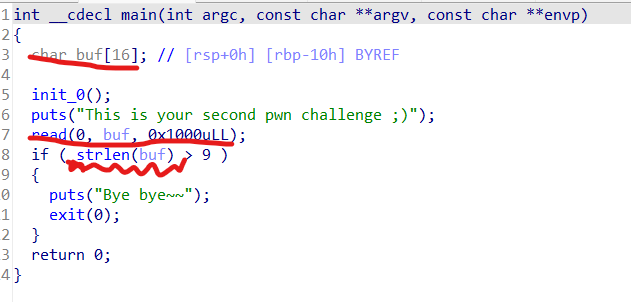 1 int __cdecl main(int argc, const char **argv, const char **envp)
2 {
3 char buf[16]; // [rsp+0h] [rbp-10h] BYREF
4
5 init_0();
6 puts("This is your second pwn challenge ;)");
7 read(0, buf, 0x1000uLL);
8 if ( strlen(buf) > 9 )
9 {
0 puts("Bye bye~~");
1 exit(0);
2 }
3 return 0;
4 }